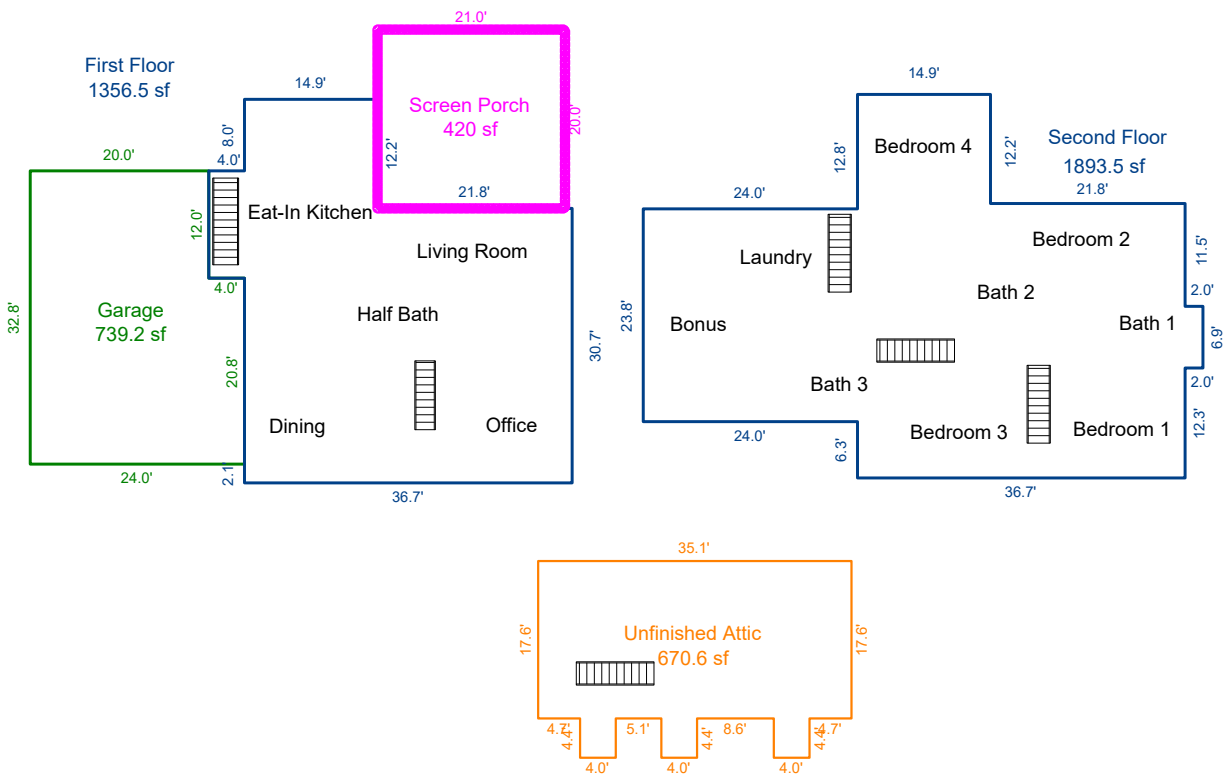 21.0'
First Floor
1356.5 sf
14.9'
14.9'
Screen Porch
420 sf
20.0'
8.0'
4.0'
12.2'
20.0'
Second Floor
1893.5 sf
Bedroom 4
12.8'
12.2'
21.8'
24.0'
21.8'
Eat-In Kitchen
12.0'
Living Room
Laundry
Bedroom 2
11.5'
4.0'
Half Bath
Bath 2
2.0'
Garage
739.2 sf
32.8'
20.8'
30.7'
23.8'
Bonus
Bath 1
6.9'
Bath 3
2.0'
Dining
Office
24.0'
Bedroom 3
Bedroom 1
12.3'
6.3'
24.0'
2.1'
36.7'
36.7'
35.1'
17.6'
Unfinished Attic
670.6 sf
17.6'
4.7'
4.4'
5.1'
4.4'
8.6'
4.4'
4.7'
4.0'
4.0'
4.0'